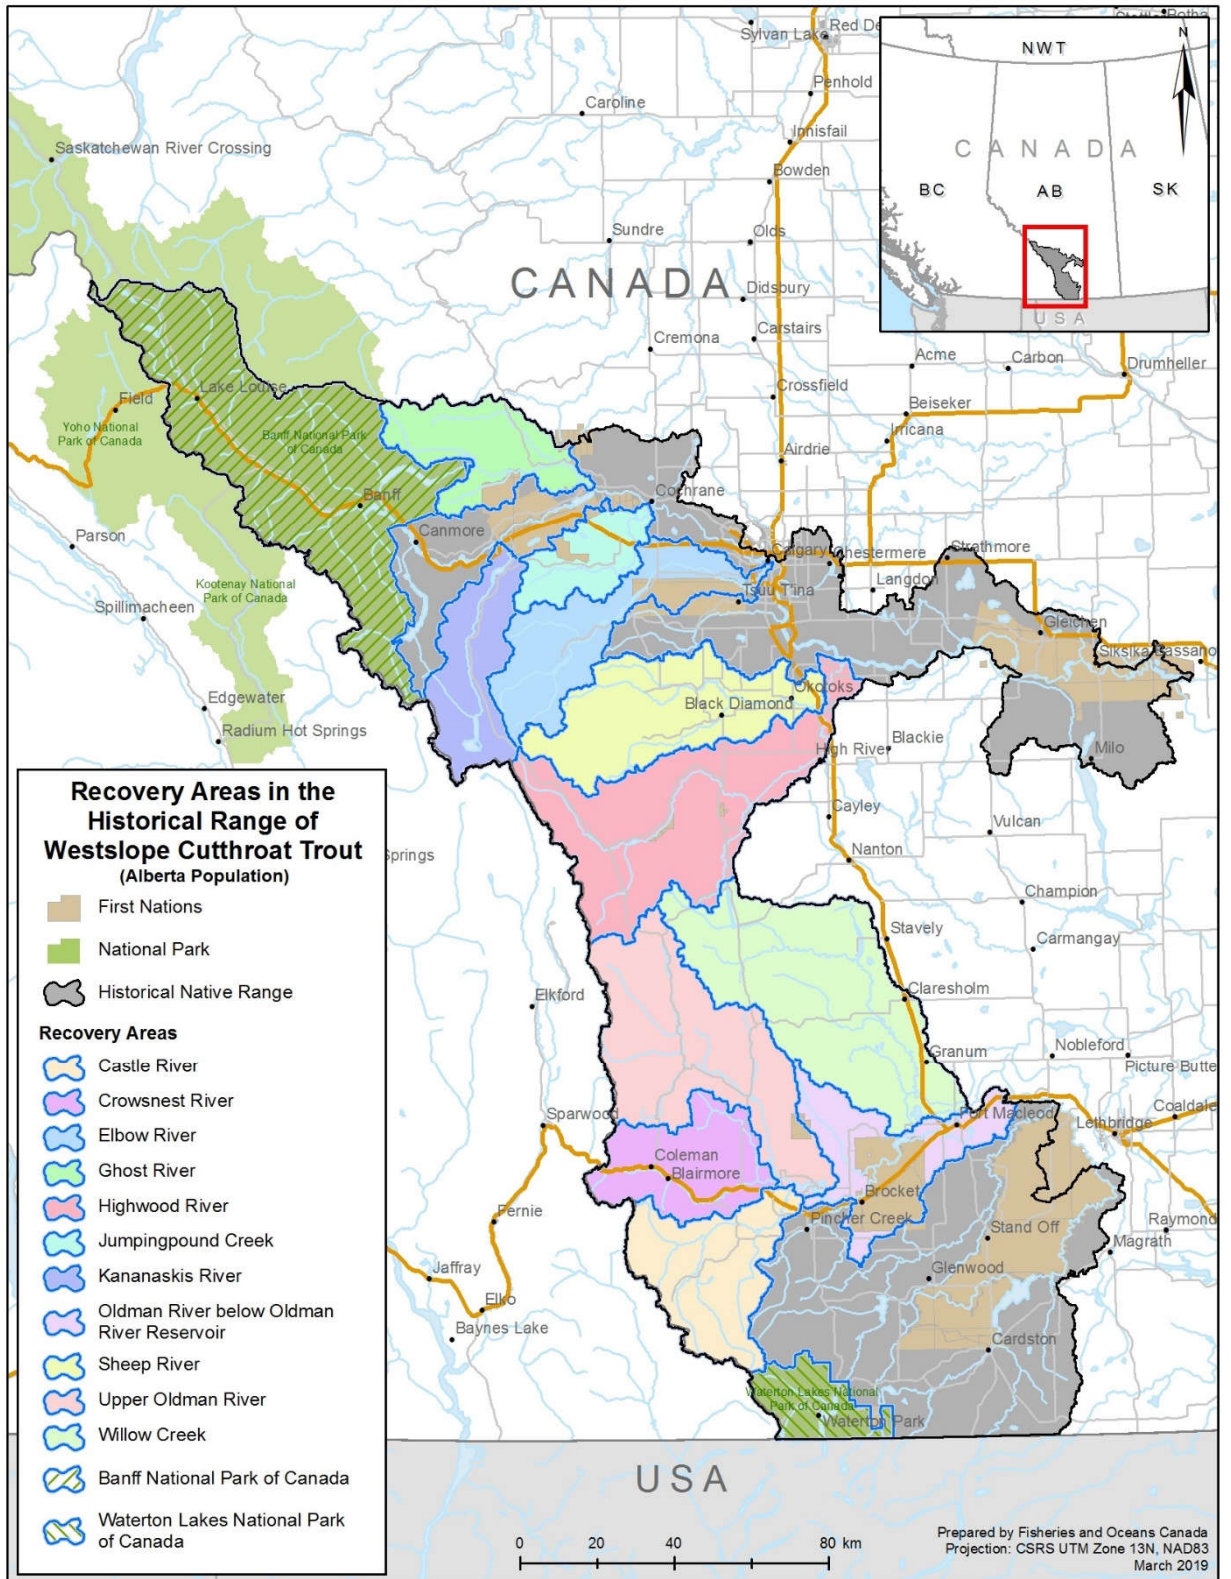 Sylvan Lake
Red De
Penhold
Caroline
Innisfail
Bowden
Saskatchewan River Crossing
Sundre
Olds
CANADA
Didsbury
Carstairs
Cremona
Acme
Carbon
Drumheller
Crossfield
Beiseker
Irricana
Airdrie
N
NWT
CANADA
BC
AB
SK
USA
Lake Louise
Field
Yoho National
Park of Canada
Banff National Park
of Canada
Banff
Canmore
Cochrane
Parson
Kootenay National
Park of Canada
Spillimacheen
Calgary
Chestermere
Strathmore
Langdon
Tsuu T'ina
Gleichen
Siksika
Bassano
Edgewater
Radium Hot Springs
Okotoks
Black Diamond
High River
Blackie
Milo
Cayley
Vulcan
Nanton
Springs
Champion
Stavely
Carmangay
Elkford
Claresholm
Granum
Nobleford
Picture Butte
Sparwood
Fort Macleod
Lethbridge
Coaldale
Coleman
Blairmore
Brocket
Fernie
Pincher Creek
Stand Off
Raymond
Magrath
Jaffray
Glenwood
Elko
Baynes Lake
Cardston
Waterton Lakes National
Park of Canada
Waterton Park
USA
Recovery Areas in the
Historical Range of
Westslope Cutthroat Trout
(Alberta Population)
First Nations
National Park
Historical Native Range
Recovery Areas
Castle River
Crowsnest River
Elbow River
Ghost River
Highwood River
Jumpingpound Creek
Kananaskis River
Oldman River below Oldman
River Reservoir
Sheep River
Upper Oldman River
Willow Creek
Banff National Park of Canada
Waterton Lakes National Park
of Canada
0 20 40 80 km
Prepared by Fisheries and Oceans Canada
Projection: CSRS UTM Zone 13N, NAD83
March 2019